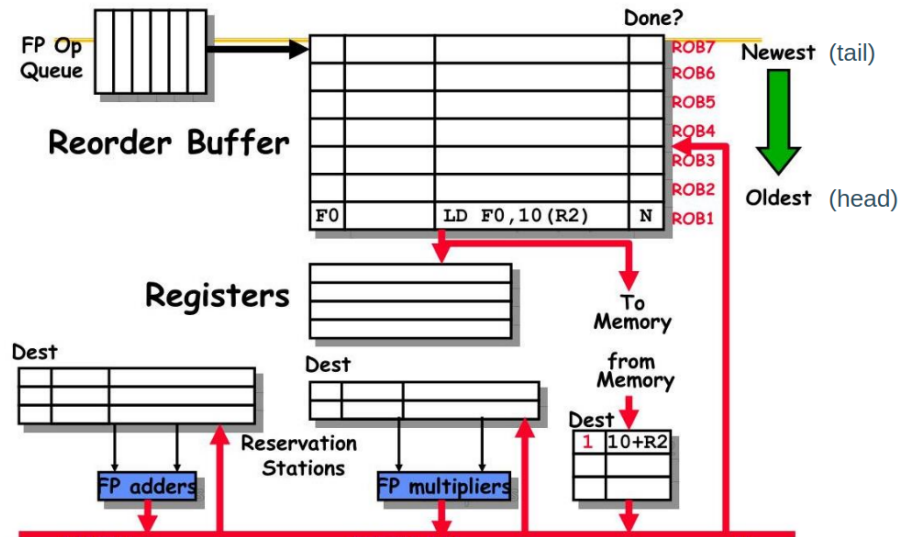 Done?
FP Op
Queue
ROB7
Newest (tail)
ROB6
ROB5
Reorder Buffer
ROB4
ROB3
ROB2
Oldest (head)
F0 LD F0,10(R2) N ROB1
Registers
To
Memory
Dest
Dest
from
Memory
Dest
1 10+R2
Reservation
Stations
FP adders
FP multipliers